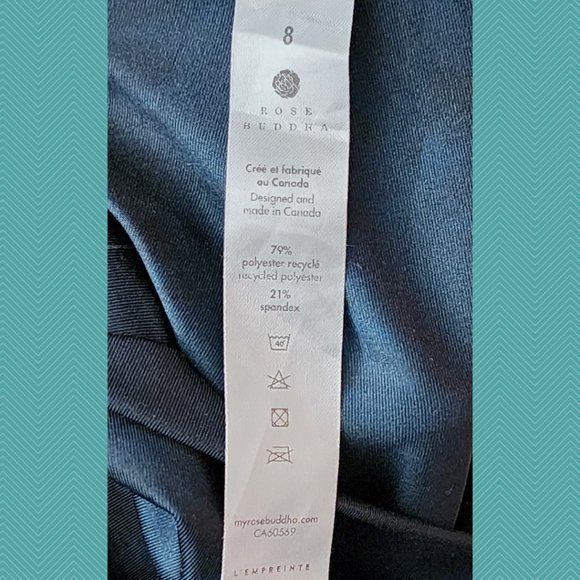 8
ROSE
BUDDHA
Créé et fabriqué
au Canada
Designed and
made in Canada
79%
polyester recyclé
recycled polyester
21%
spandex
40°
myrosebuddha.com
CA60569
L'EMPREINTE